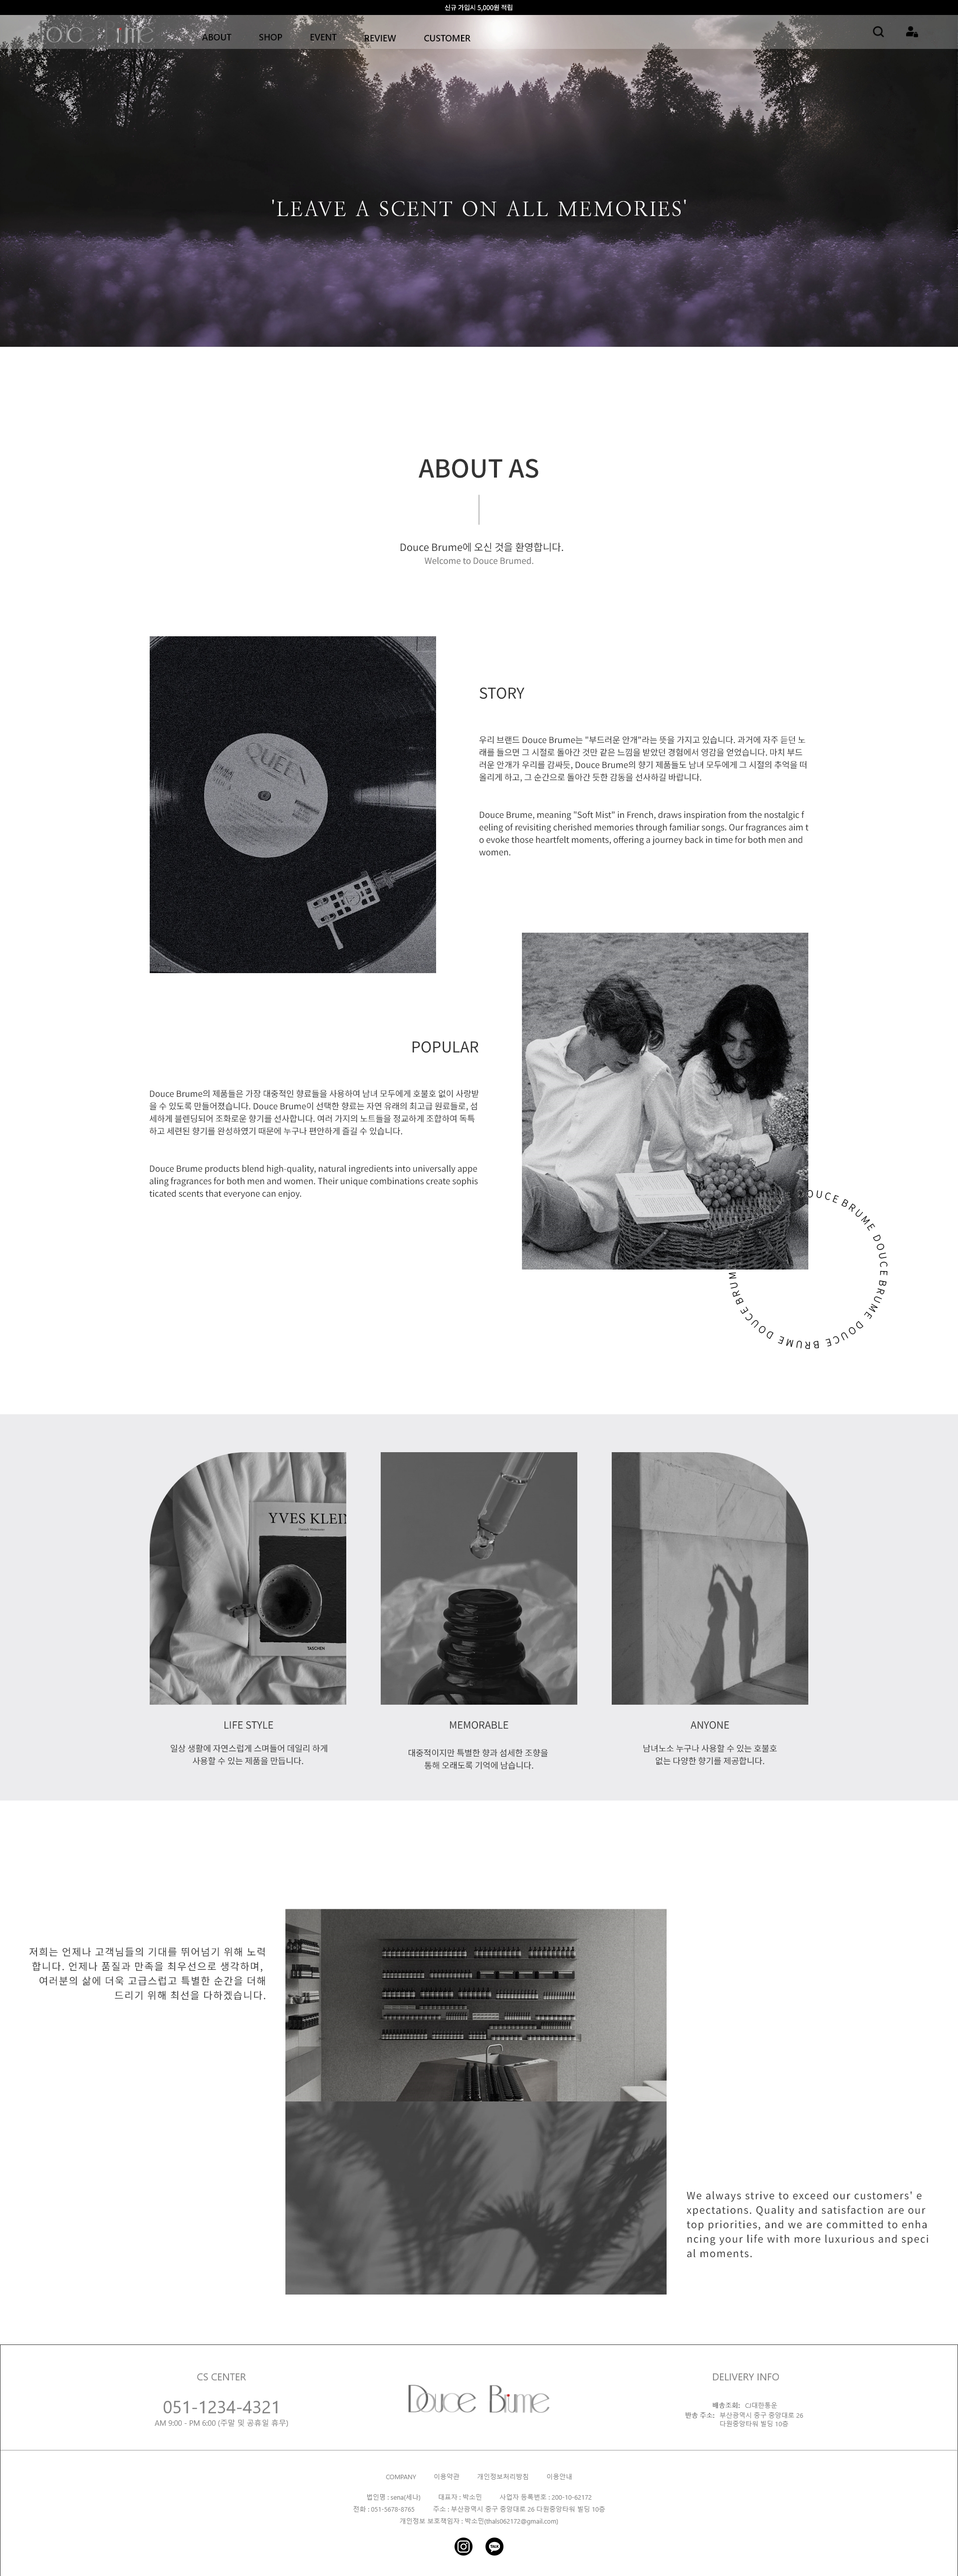 신규 가입시 5,000원 적립
Douce Brume
ABOUT SHOP EVENT REVIEW CUSTOMER
'LEAVE A SCENT ON ALL MEMORIES'
ABOUT AS
Douce Brume에 오신 것을 환영합니다.
Welcome to Douce Brumed.
QUEEN
STORY
우리 브랜드 Douce Brume는 "부드러운 안개"라는 뜻을 가지고 있습니다. 과거에 자주 듣던 노
래를 들으면 그 시절로 돌아간 것만 같은 느낌을 받았던 경험에서 영감을 얻었습니다. 마치 부드
러운 안개가 우리를 감싸듯, Douce Brume의 향기 제품들도 남녀 모두에게 그 시절의 추억을 떠
올리게 하고, 그 순간으로 돌아간 듯한 감동을 선사하길 바랍니다.
Douce Brume, meaning "Soft Mist" in French, draws inspiration from the nostalgic f
eeling of revisiting cherished memories through familiar songs. Our fragrances aim t
o evoke those heartfelt moments, offering a journey back in time for both men and
women.
POPULAR
Douce Brume의 제품들은 가장 대중적인 향료들을 사용하여 남녀 모두에게 호불호 없이 사랑받
을 수 있도록 만들어졌습니다. Douce Brume이 선택한 향료는 자연 유래의 최고급 원료들로, 섬
세하게 블렌딩되어 조화로운 향기를 선사합니다. 여러 가지의 노트들을 정교하게 조합하여 독특
하고 세련된 향기를 완성하였기 때문에 누구나 편안하게 즐길 수 있습니다.
Douce Brume products blend high-quality, natural ingredients into universally appe
aling fragrances for both men and women. Their unique combinations create sophis
ticated scents that everyone can enjoy.
DOUCE BRUME DOUCE BRUME DOUCE BRUME DOUCE BRUM
YVES KLEIN
TASCHEN
LIFE STYLE
일상 생활에 자연스럽게 스며들어 데일리 하게
사용할 수 있는 제품을 만듭니다.
MEMORABLE
대중적이지만 특별한 향과 섬세한 조향을
통해 오래도록 기억에 남습니다.
ANYONE
남녀노소 누구나 사용할 수 있는 호불호
없는 다양한 향기를 제공합니다.
저희는 언제나 고객님들의 기대를 뛰어넘기 위해 노력
합니다. 언제나 품질과 만족을 최우선으로 생각하며,
여러분의 삶에 더욱 고급스럽고 특별한 순간을 더해
드리기 위해 최선을 다하겠습니다.
We always strive to exceed our customers' e
xpectations. Quality and satisfaction are our
top priorities, and we are committed to enha
ncing your life with more luxurious and speci
al moments.
CS CENTER
051-1234-4321
AM 9:00 - PM 6:00 (주말 및 공휴일 휴무)
Douce Brume
DELIVERY INFO
배송조회: CJ대한통운
반송 주소: 부산광역시 중구 중앙대로 26
다원중앙타워 빌딩 10층
COMPANY 이용약관 개인정보처리방침 이용안내
법인명 : sena(세나) 대표자 : 박소민 사업자 등록번호 : 200-10-62172
전화 : 051-5678-8765 주소 : 부산광역시 중구 중앙대로 26 다원중앙타워 빌딩 10층
개인정보 보호책임자 : 박소민(thals062172@gmail.com)
TALK